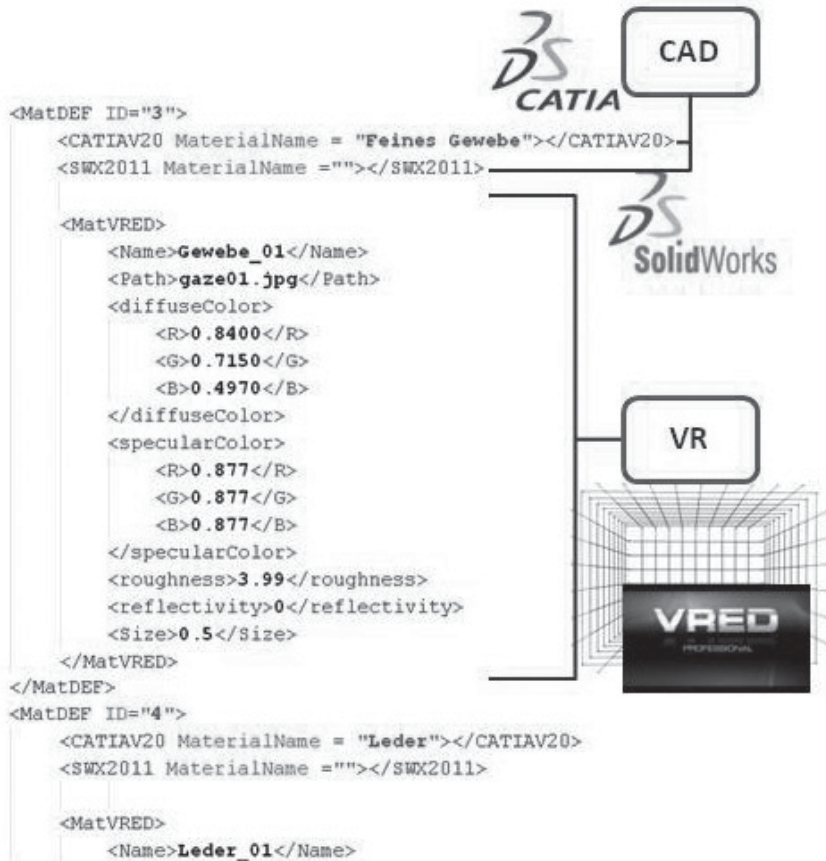 DS CATIA
CAD
<MatDEF ID="3">
<CATIAV20 MaterialName = "Feines Gewebe"></CATIAV20>
<SWX2011 MaterialName =""></SWX2011>
DS
SolidWorks
<MatVRED>
<Name>Gewebe_01</Name>
<Path>gaze01.jpg</Path>
<diffuseColor>
<R>0.8400</R>
<G>0.7150</G>
<B>0.4970</B>
</diffuseColor>
<specularColor>
<R>0.877</R>
<G>0.877</G>
<B>0.877</B>
</specularColor>
<roughness>3.99</roughness>
<reflectivity>0</reflectivity>
<Size>0.5</Size>
</MatVRED>
</MatDEF>
VR
VRED
PROFESSIONAL
<MatDEF ID="4">
<CATIAV20 MaterialName = "Leder"></CATIAV20>
<SWX2011 MaterialName =""></SWX2011>
<MatVRED>
<Name>Leder_01</Name>